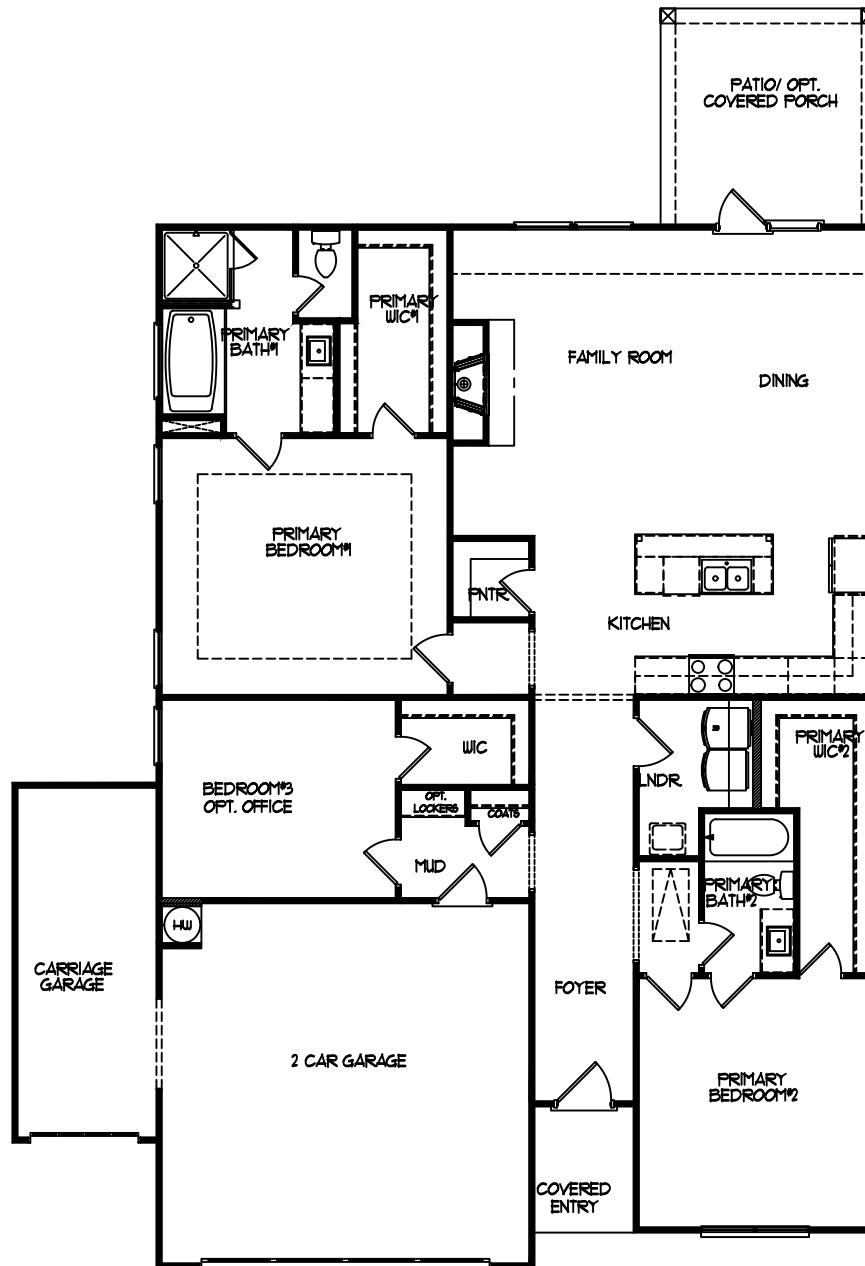 PATIO/ OPT.
COVERED PORCH
PRIMARY
WIC#1
PRIMARY
BATH#1
FAMILY ROOM
DINING
PRIMARY
BEDROOM#1
PNTR.
KITCHEN
WIC
PRIMARY
WIC#2
LNDR.
BEDROOM#3
OPT. OFFICE
OPT.
LOCKERS
COATS
MUD
PRIMARY
BATH#2
HW
CARRIAGE
GARAGE
FOYER
2 CAR GARAGE
PRIMARY
BEDROOM#2
COVERED
ENTRY